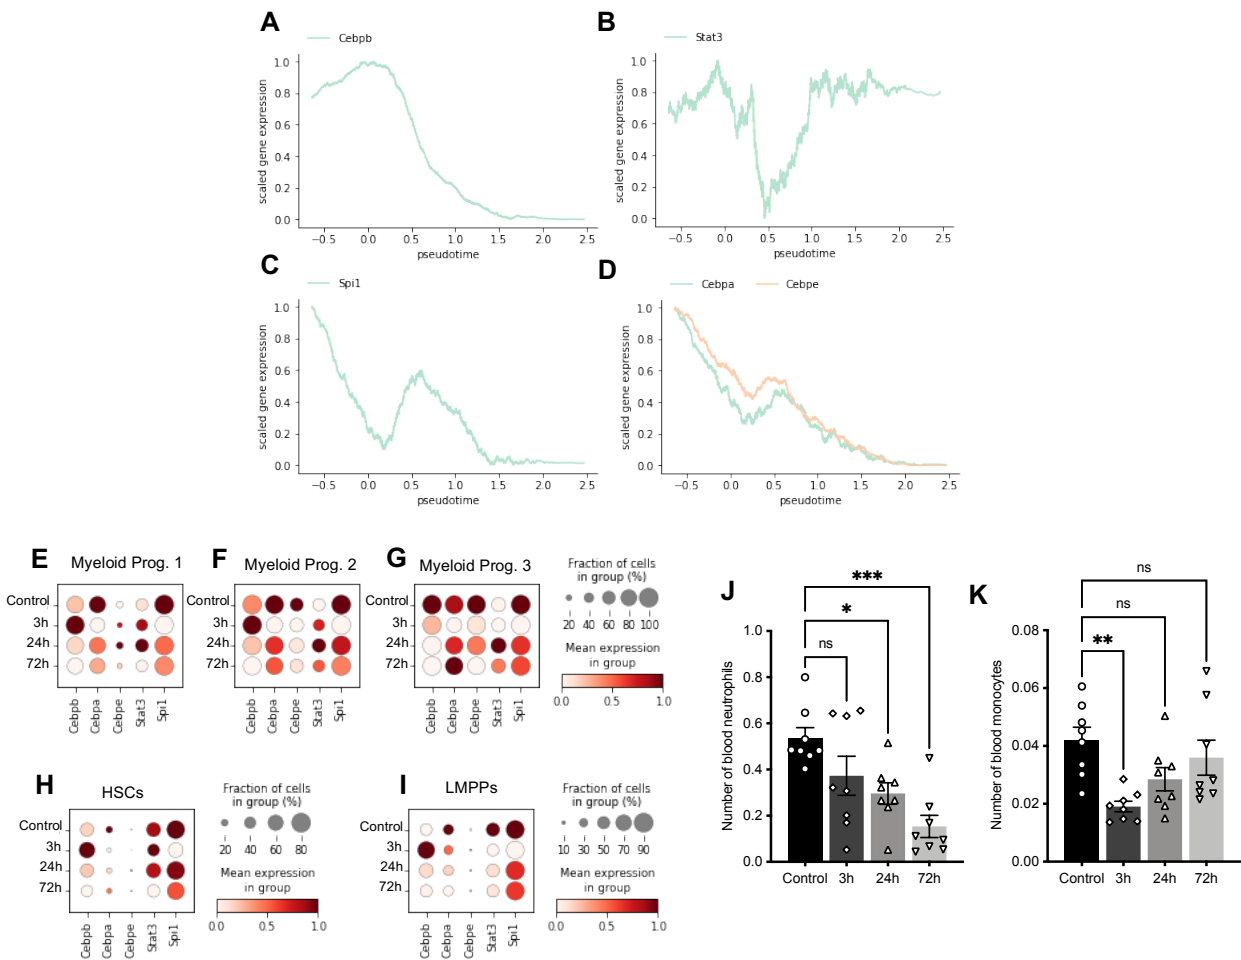 A
Cebpb
scaled gene expression
1.0
0.8
0.6
0.4
0.2
0.0
−0.5 0.0 0.5 1.0 1.5 2.0 2.5
pseudotime
B
Stat3
scaled gene expression
1.0
0.8
0.6
0.4
0.2
0.0
−0.5 0.0 0.5 1.0 1.5 2.0 2.5
pseudotime
C
Spi1
scaled gene expression
1.0
0.8
0.6
0.4
0.2
0.0
−0.5 0.0 0.5 1.0 1.5 2.0 2.5
pseudotime
D
Cebpa Cebpe
scaled gene expression
1.0
0.8
0.6
0.4
0.2
0.0
−0.5 0.0 0.5 1.0 1.5 2.0 2.5
pseudotime
E
Myeloid Prog. 1
Control
3h
24h
72h
Cebpb Cebpa Cebpe Stat3 Spi1
F
Myeloid Prog. 2
Control
3h
24h
72h
Cebpb Cebpa Cebpe Stat3 Spi1
G
Myeloid Prog. 3
Control
3h
24h
72h
Cebpb Cebpa Cebpe Stat3 Spi1
Fraction of cells
in group (%)
20 40 60 80 100
Mean expression
in group
0.0 0.5 1.0
H
HSCs
Control
3h
24h
72h
Cebpb Cebpa Cebpe Stat3 Spi1
Fraction of cells
in group (%)
20 40 60 80
Mean expression
in group
0.0 0.5 1.0
I
LMPPs
Control
3h
24h
72h
Cebpb Cebpa Cebpe Stat3 Spi1
Fraction of cells
in group (%)
10 30 50 70 90
Mean expression
in group
0.0 0.5 1.0
J
***
*
ns
Number of blood neutrophils
1.0
0.8
0.6
0.4
0.2
0.0
Control 3h 24h 72h
K
ns
ns
**
Number of blood monocytes
0.08
0.06
0.04
0.02
0.00
Control 3h 24h 72h